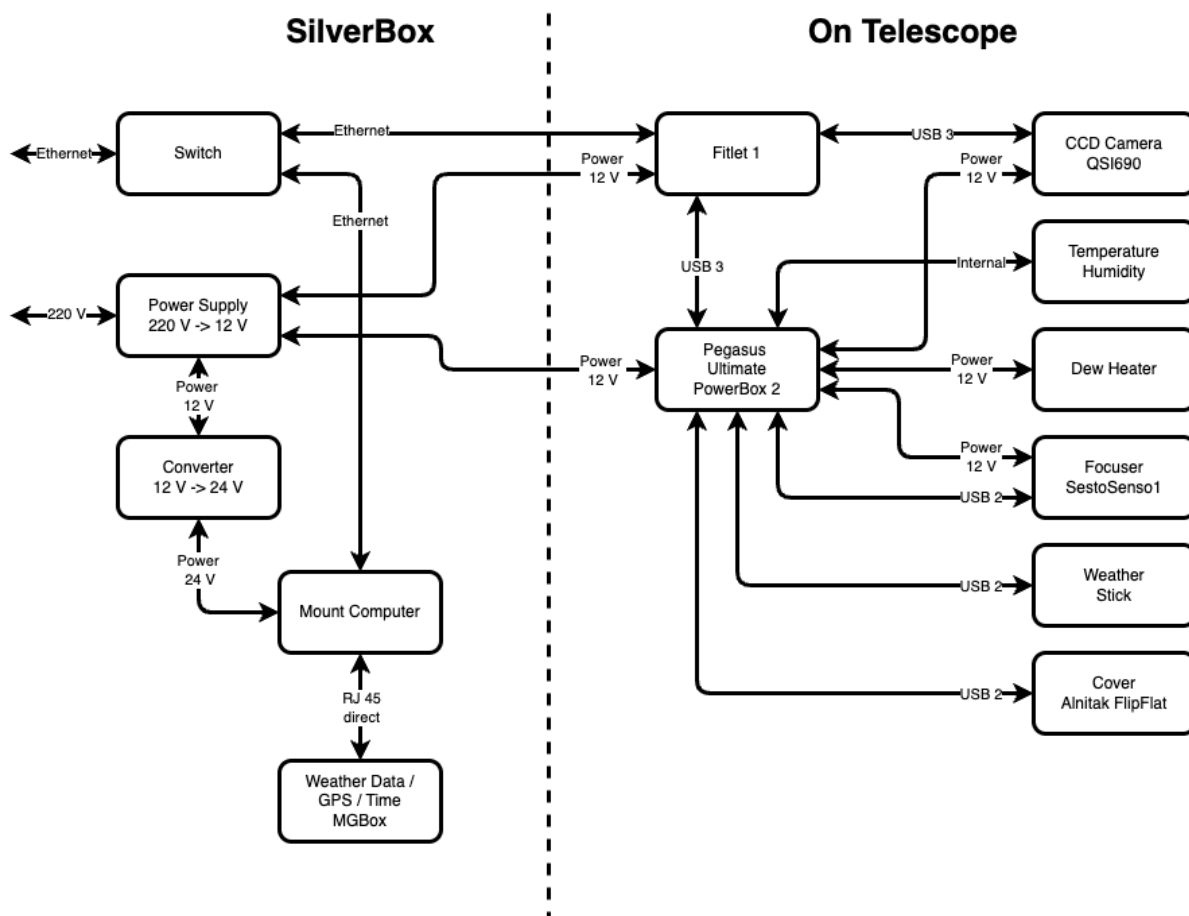 SilverBox
On Telescope
Ethernet
Switch
Ethernet
Fitlet 1
USB 3
CCD Camera
QSI690
Power
12 V
Power
12 V
Ethernet
USB 3
Internal
Temperature
Humidity
220 V
Power Supply
220 V -> 12 V
Power
12 V
Pegasus
Ultimate
PowerBox 2
Power
12 V
Dew Heater
Power
12 V
Converter
12 V -> 24 V
Power
12 V
USB 2
Focuser
SestoSenso1
Power
24 V
Mount Computer
USB 2
Weather
Stick
RJ 45
direct
USB 2
Cover
Alnitak FlipFlat
Weather Data /
GPS / Time
MGBox